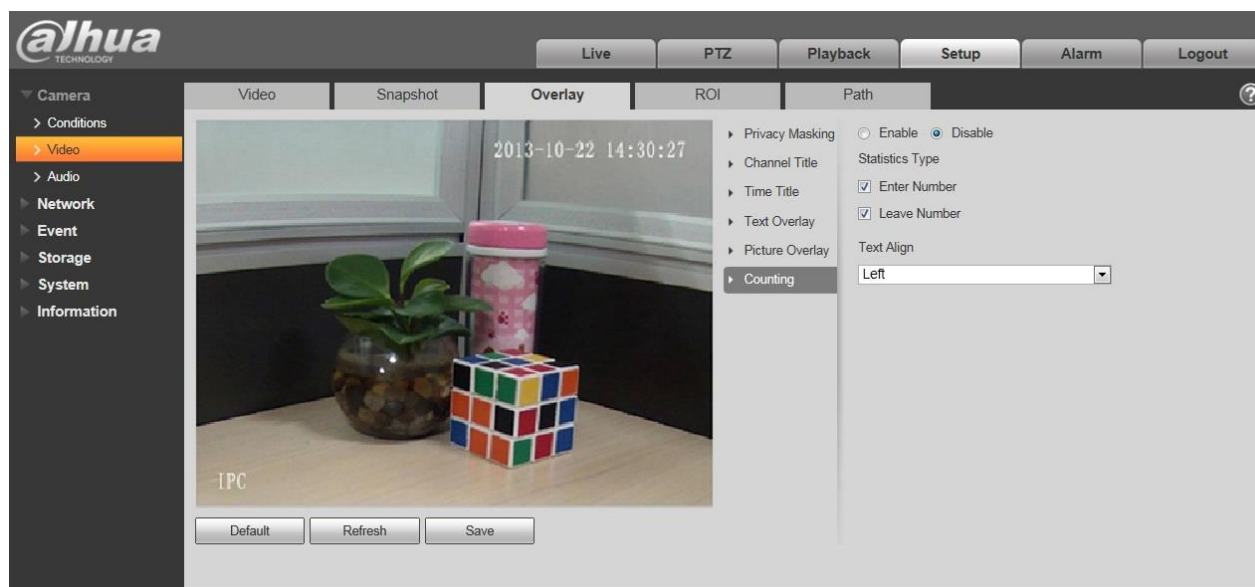 alhua
TECHNOLOGY
Live PTZ Playback Setup Alarm Logout
Camera
Conditions
Video
Audio
Network
Event
Storage
System
Information
Video Snapshot Overlay ROI Path
?
2013-10-22 14:30:27
IPC
Default Refresh Save
Privacy Masking
Channel Title
Time Title
Text Overlay
Picture Overlay
Counting
Enable Disable
Statistics Type
Enter Number
Leave Number
Text Align
Left